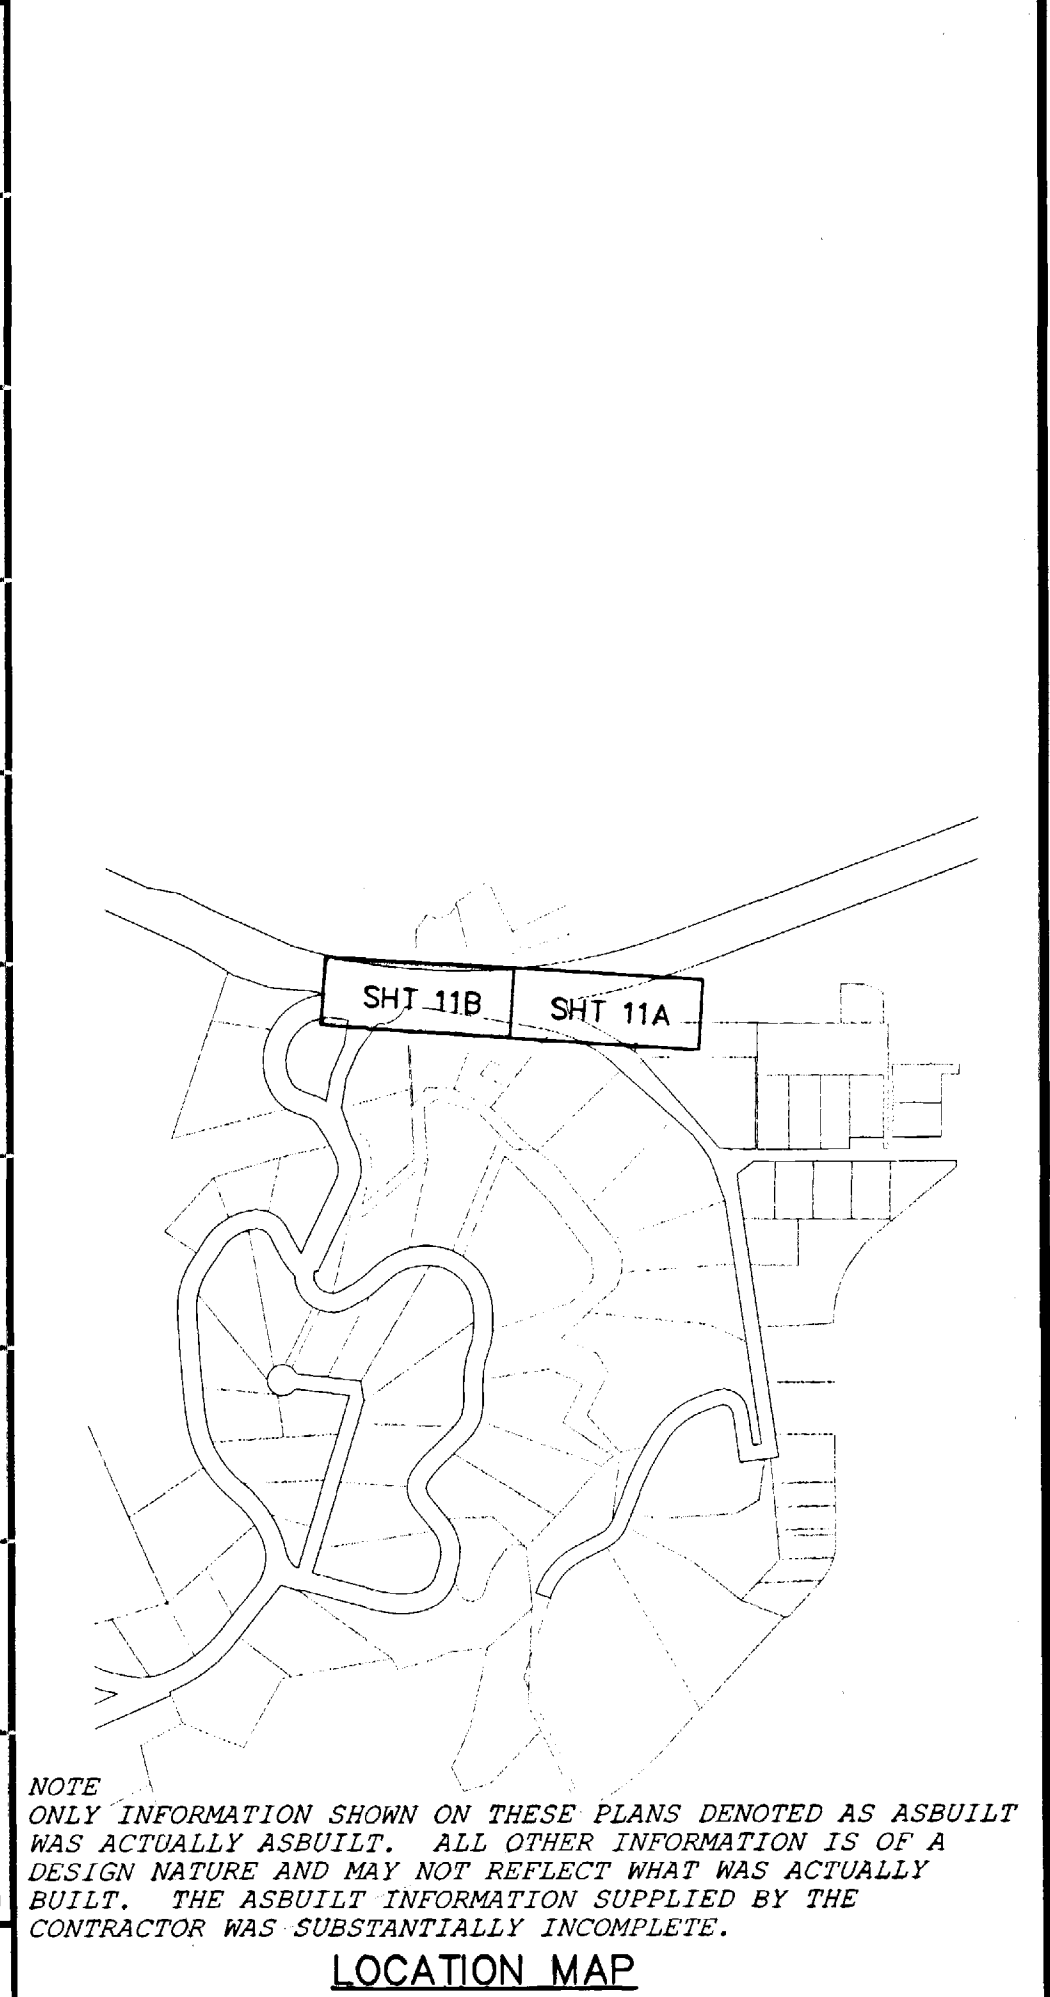 SHT 11B
SHT 11A
NOTE
ONLY INFORMATION SHOWN ON THESE PLANS DENOTED AS ASBUILT
WAS ACTUALLY ASBUILT. ALL OTHER INFORMATION IS OF A
DESIGN NATURE AND MAY NOT REFLECT WHAT WAS ACTUALLY
BUILT. THE ASBUILT INFORMATION SUPPLIED BY THE
CONTRACTOR WAS SUBSTANTIALLY INCOMPLETE.
LOCATION MAP